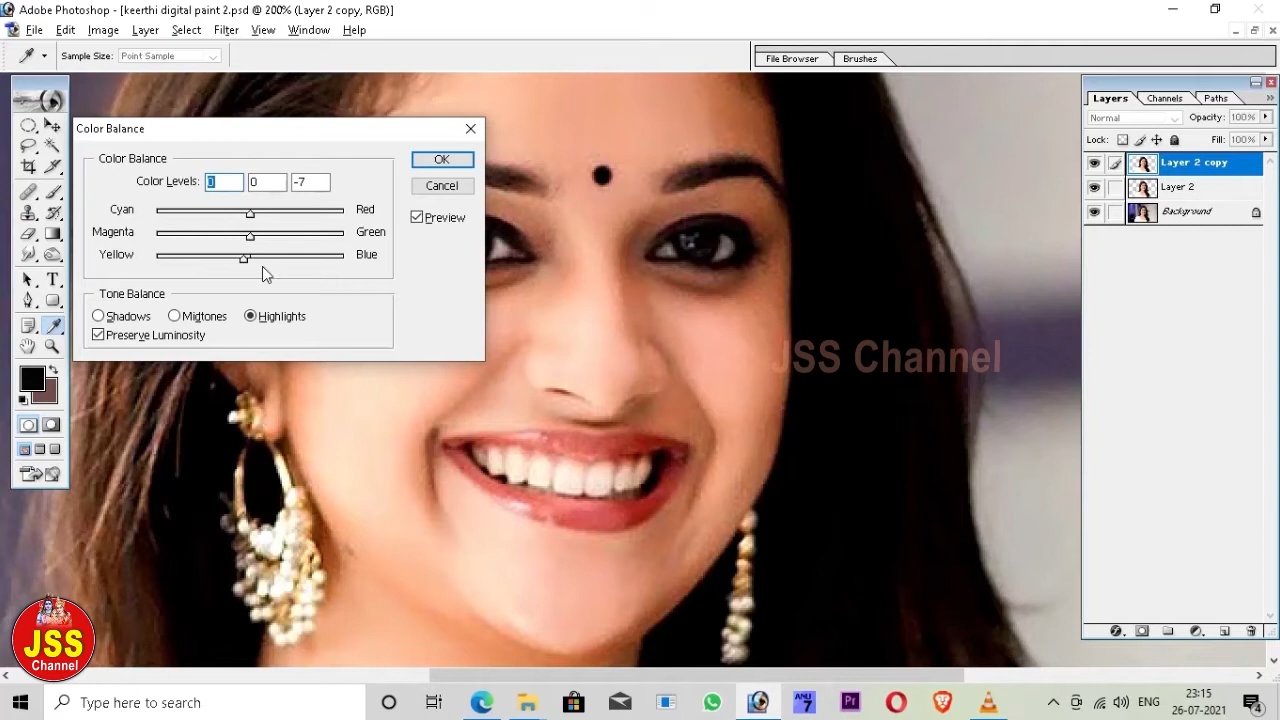 Adobe Photoshop - [keerthi digital paint 2.psd @ 200% (Layer 2 copy, RGB)]
File Edit Image Layer Select Filter View Window Help
Sample Size: Point Sample
File Browser Brushes
Color Balance
Color Balance
Color Levels: 0 0 -7
Cyan Red
Magenta Green
Yellow Blue
Tone Balance
Shadows Midtones Highlights
Preserve Luminosity
OK
Cancel
Preview
Layers Channels Paths
Normal Opacity: 100%
Lock: Fill: 100%
Layer 2 copy
Layer 2
Background
JSS Channel
JSS
Channel
Type here to search
ANU
7
Pr
ENG
23:15
26-07-2021
4